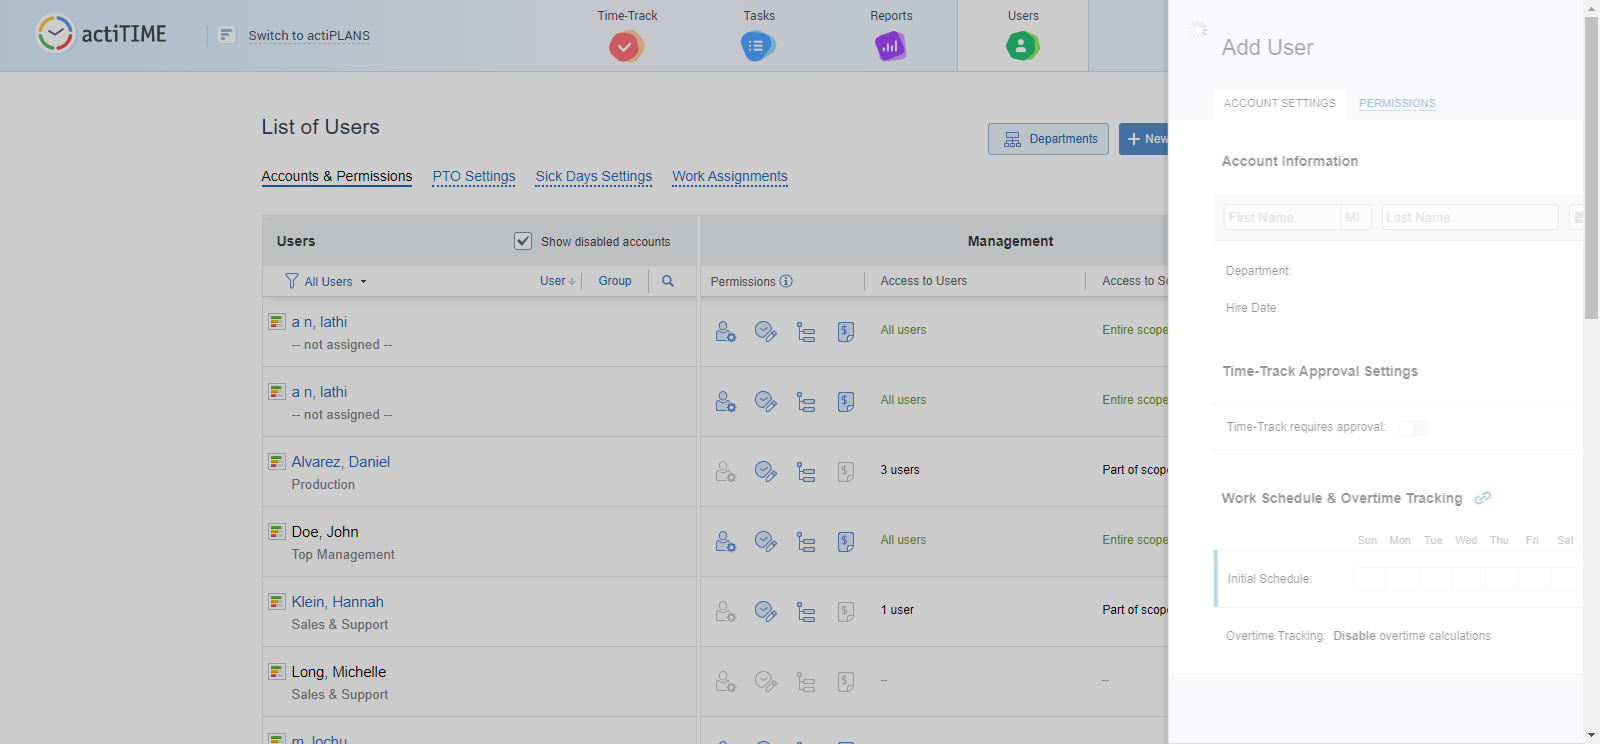 actiTIME
Switch to actiPLANS
Time-Track
Tasks
Reports
Users
List of Users
Departments
New
Accounts & Permissions
PTO Settings
Sick Days Settings
Work Assignments
Users
Show disabled accounts
Management
All Users
User
Group
Permissions
Access to Users
Access to Sc
a n, lathi
-- not assigned --
All users
Entire scope
a n, lathi
-- not assigned --
All users
Entire scope
Alvarez, Daniel
Production
3 users
Part of scope
Doe, John
Top Management
All users
Entire scope
Klein, Hannah
Sales & Support
1 user
Part of scope
Long, Michelle
Sales & Support
–
–
m, lochu
Add User
ACCOUNT SETTINGS
PERMISSIONS
Account Information
First Name
MI
Last Name
Department:
Hire Date:
Time-Track Approval Settings
Time-Track requires approval:
Work Schedule & Overtime Tracking
Sun Mon Tue Wed Thu Fri Sat
Initial Schedule:
Overtime Tracking: Disable overtime calculations